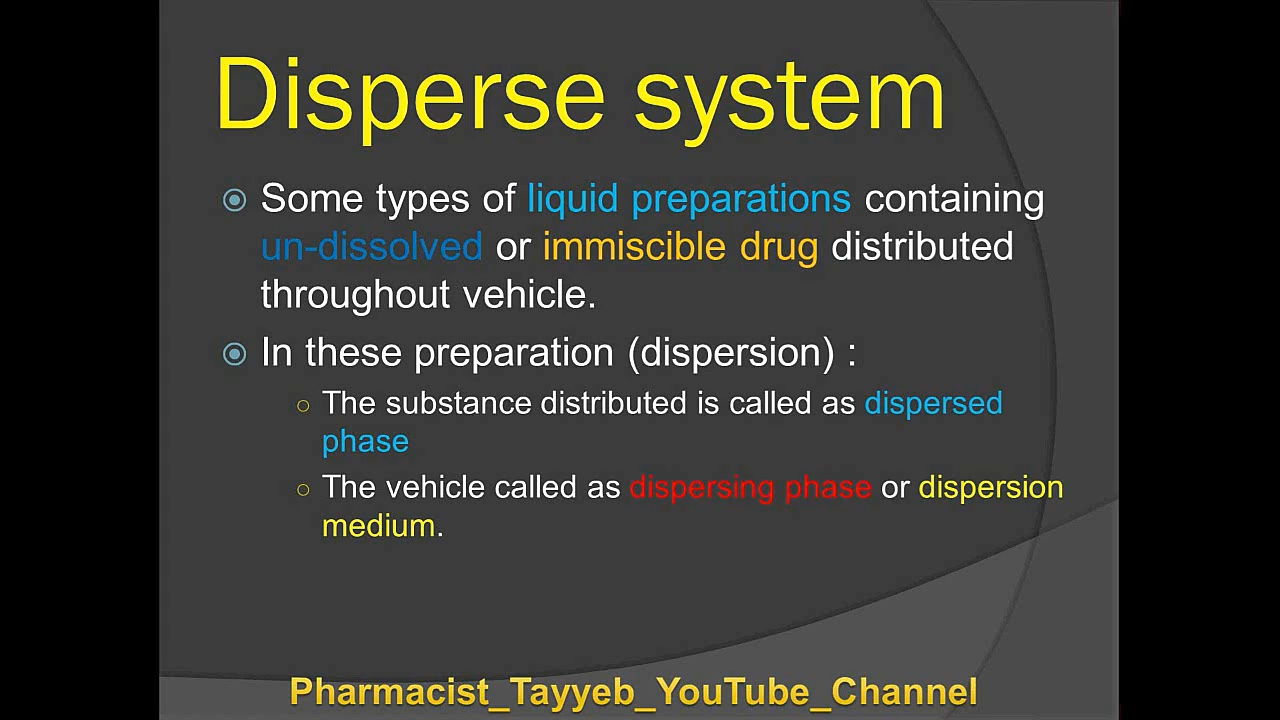 Disperse system
Some types of liquid preparations containing
un-dissolved or immiscible drug distributed
throughout vehicle.
In these preparation (dispersion) :
The substance distributed is called as dispersed
phase
The vehicle called as dispersing phase or dispersion
medium.
Pharmacist_Tayyeb_YouTube_Channel